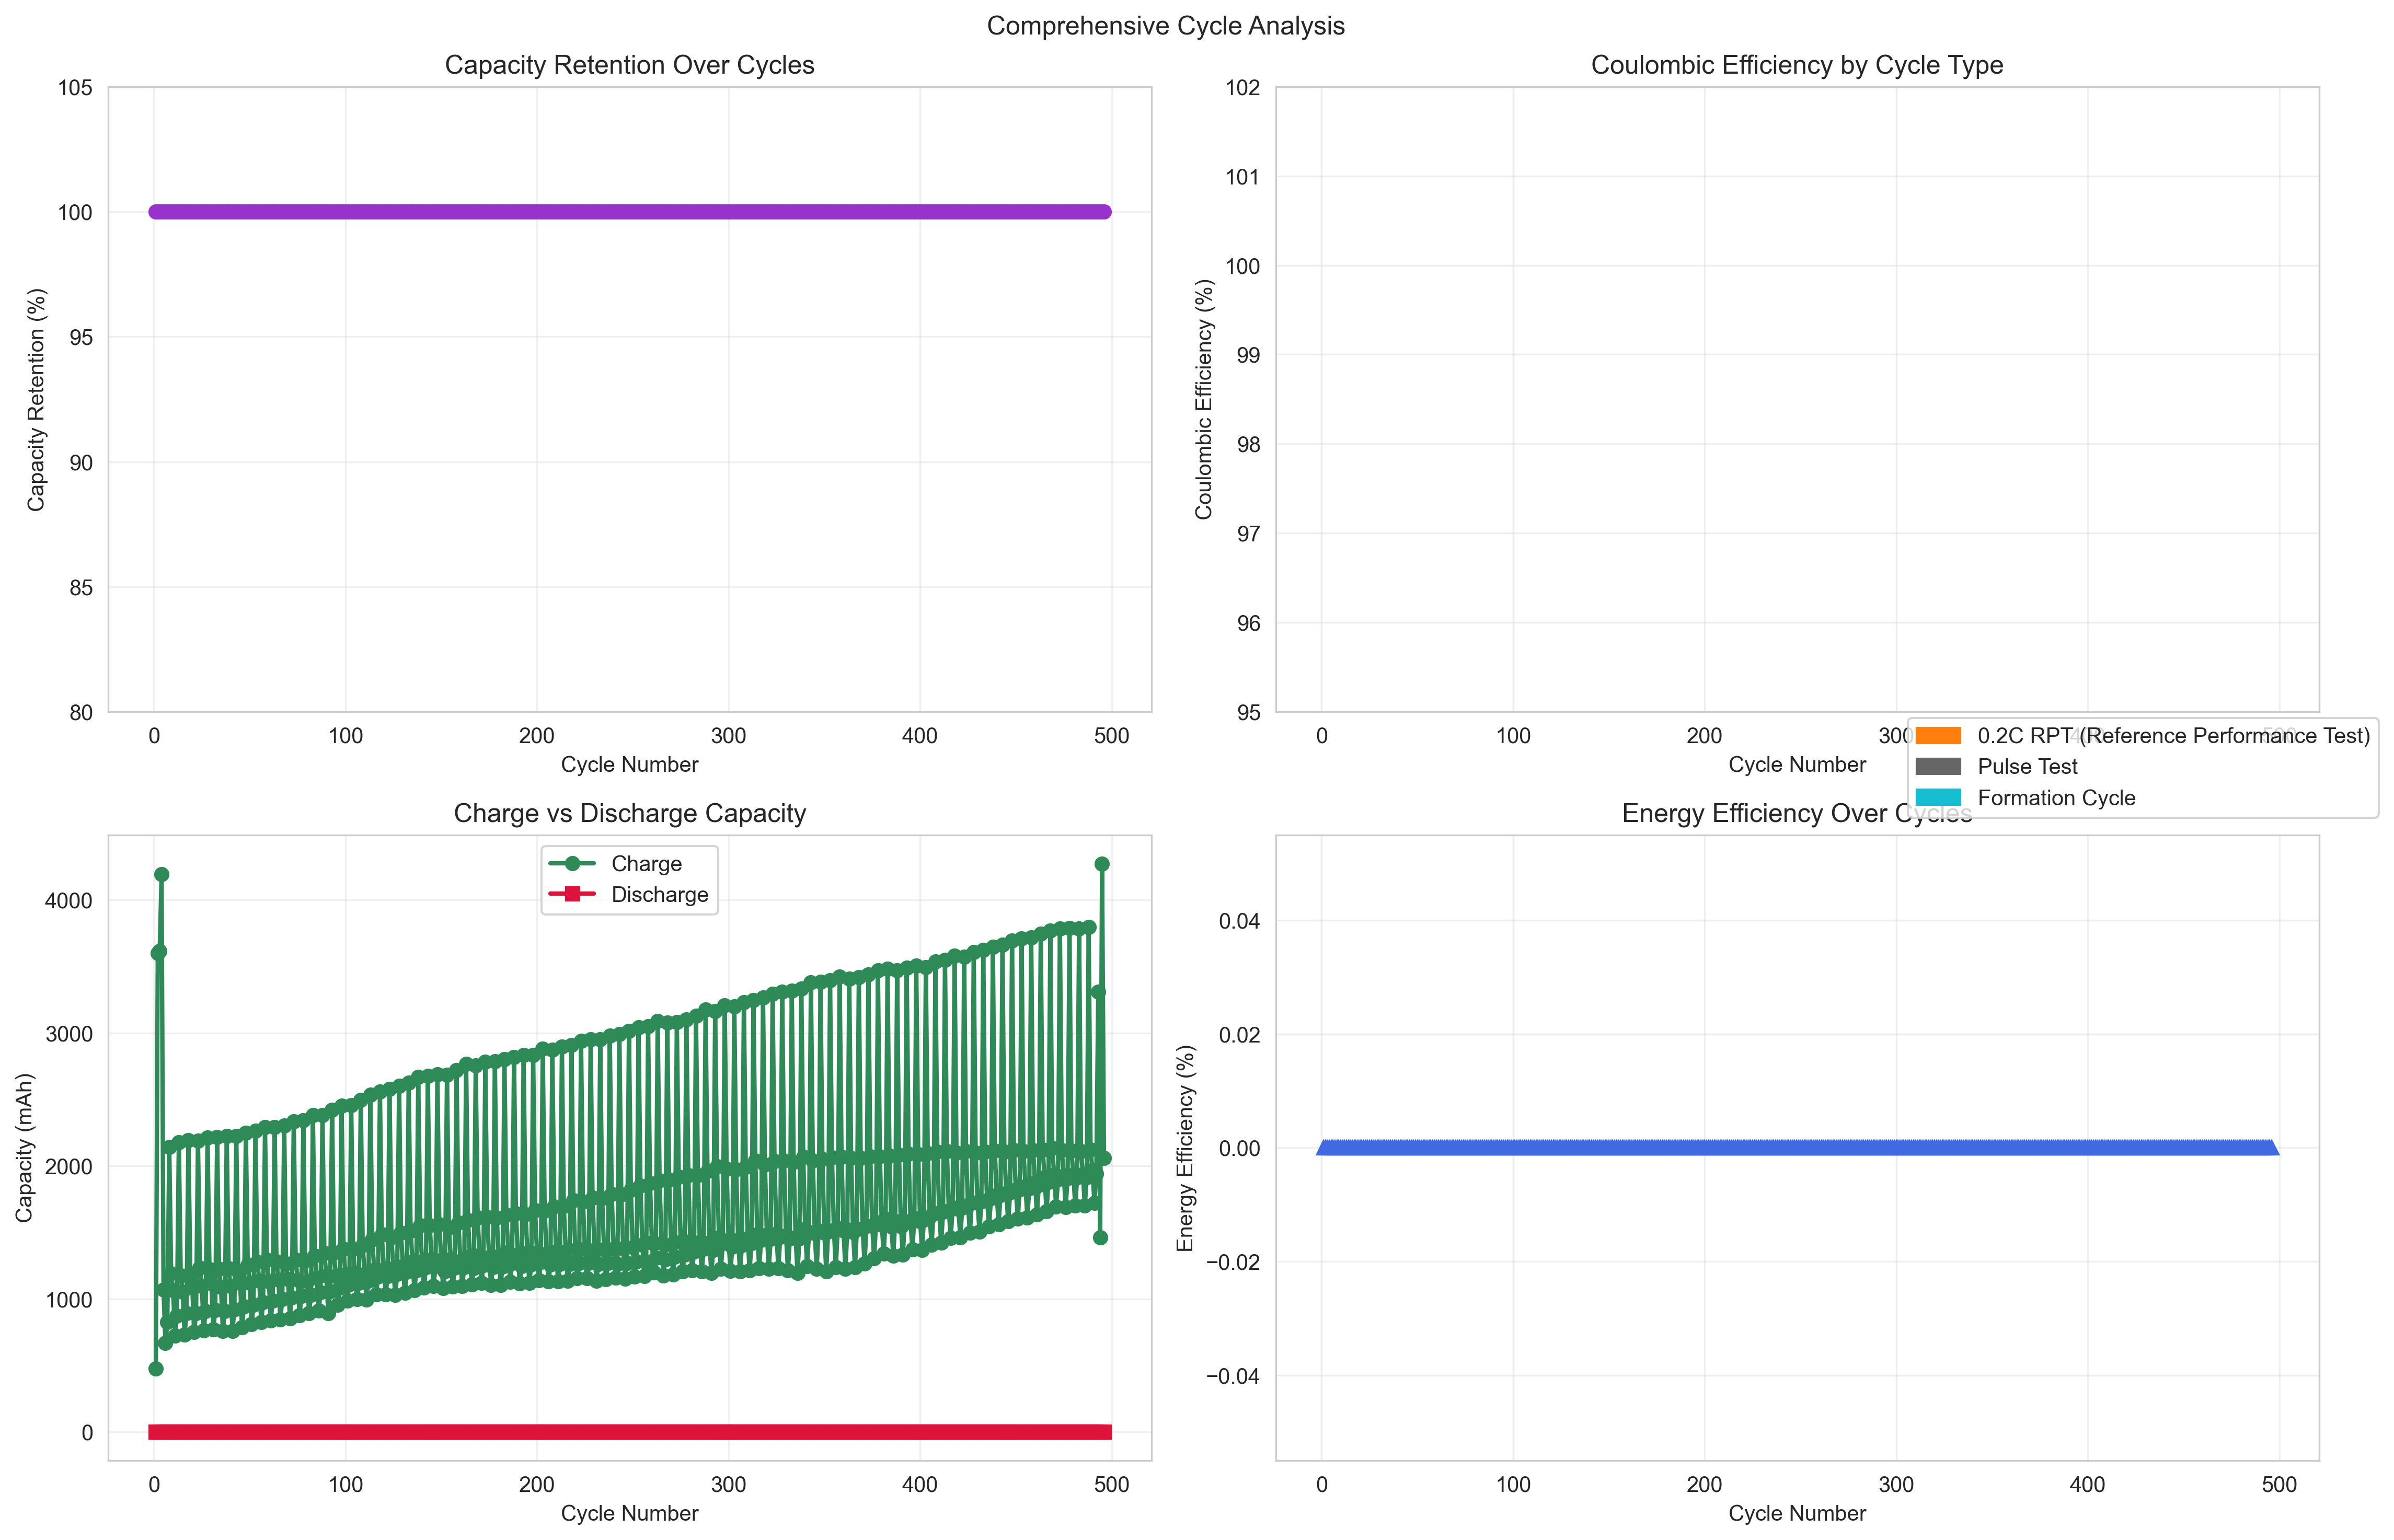 Comprehensive Cycle Analysis
Capacity Retention Over Cycles
105
100
95
90
85
80
Capacity Retention (%)
0 100 200 300 400 500
Cycle Number
Coulombic Efficiency by Cycle Type
102
101
100
99
98
97
96
95
Coulombic Efficiency (%)
0 100 200 300 400 500
Cycle Number
0.2C RPT (Reference Performance Test)
Pulse Test
Formation Cycle
Charge vs Discharge Capacity
Charge
Discharge
4000
3000
2000
1000
0
Capacity (mAh)
0 100 200 300 400 500
Cycle Number
Energy Efficiency Over Cycles
0.04
0.02
0.00
−0.02
−0.04
Energy Efficiency (%)
0 100 200 300 400 500
Cycle Number